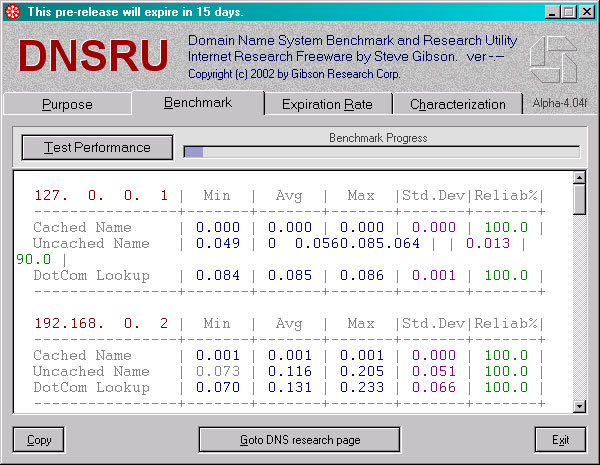 This pre-release will expire in 15 days.
DNSRU
Domain Name System Benchmark and Research Utility
Internet Research Freeware by Steve Gibson. ver -.--
Copyright (c) 2002 by Gibson Research Corp.
Purpose Benchmark Expiration Rate Characterization Alpha-4.04f
Test Performance
Benchmark Progress
127. 0. 0. 1 | Min | Avg | Max |Std.Dev|Reliab%|
----------------+-------+-------+-------+-------+-------+
Cached Name | 0.000 | 0.000 | 0.000 | 0.000 | 100.0 |
Uncached Name | 0.049 | 0 0.0560.085.064 | | 0.013 |
90.0 |
DotCom Lookup | 0.084 | 0.085 | 0.086 | 0.001 | 100.0 |
----------------+-------+-------+-------+-------+-------+
192.168. 0. 2 | Min | Avg | Max |Std.Dev|Reliab%|
----------------+-------+-------+-------+-------+-------+
Cached Name | 0.001 | 0.001 | 0.001 | 0.000 | 100.0 |
Uncached Name | 0.073 | 0.116 | 0.205 | 0.051 | 100.0 |
DotCom Lookup | 0.070 | 0.131 | 0.233 | 0.066 | 100.0 |
----------------+-------+-------+-------+-------+-------+
Copy Goto DNS research page Exit